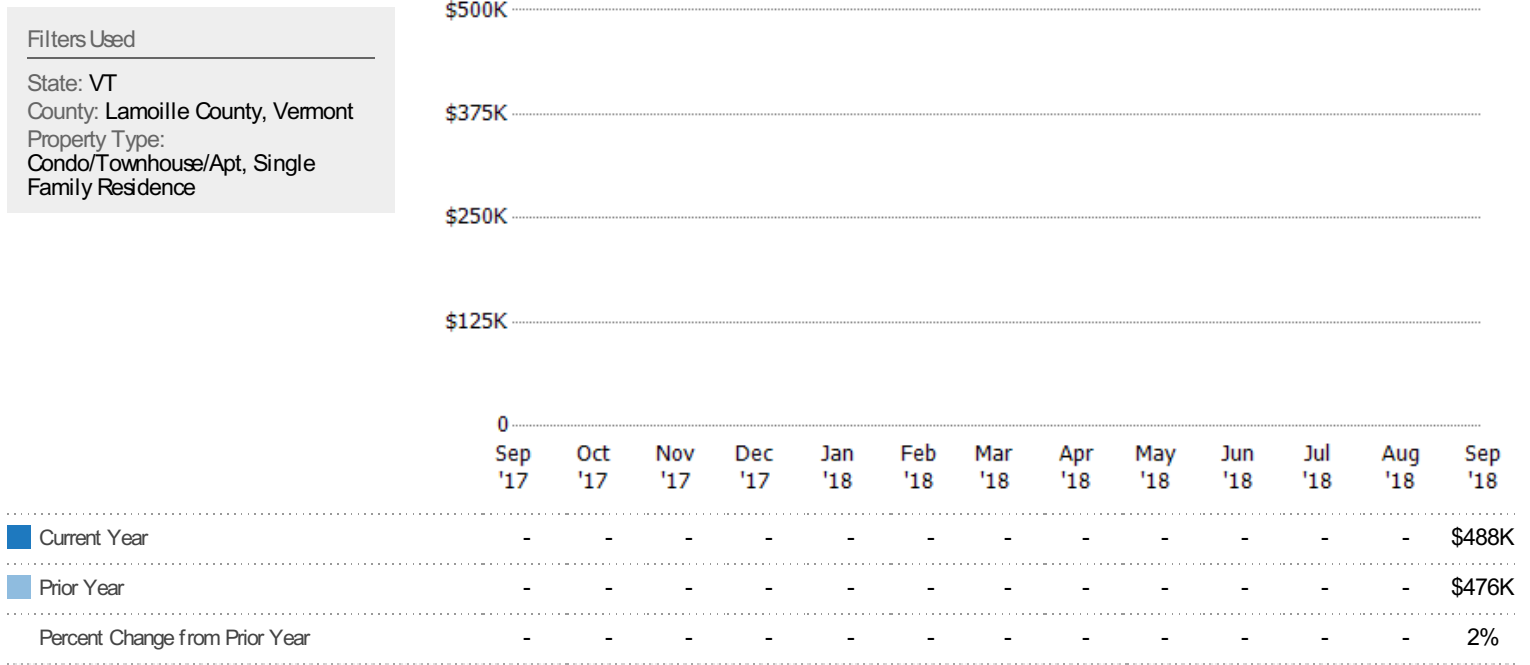 Filters Used
State: VT
County: Lamoille County, Vermont
Property Type:
Condo/Townhouse/Apt, Single
Family Residence
$500K
$375K
$250K
$125K
0
Sep Oct Nov Dec Jan Feb Mar Apr May Jun Jul Aug Sep
'17 '17 '17 '17 '18 '18 '18 '18 '18 '18 '18 '18 '18
Current Year - - - - - - - - - - - - $488K
Prior Year - - - - - - - - - - - - $476K
Percent Change from Prior Year - - - - - - - - - - - - 2%